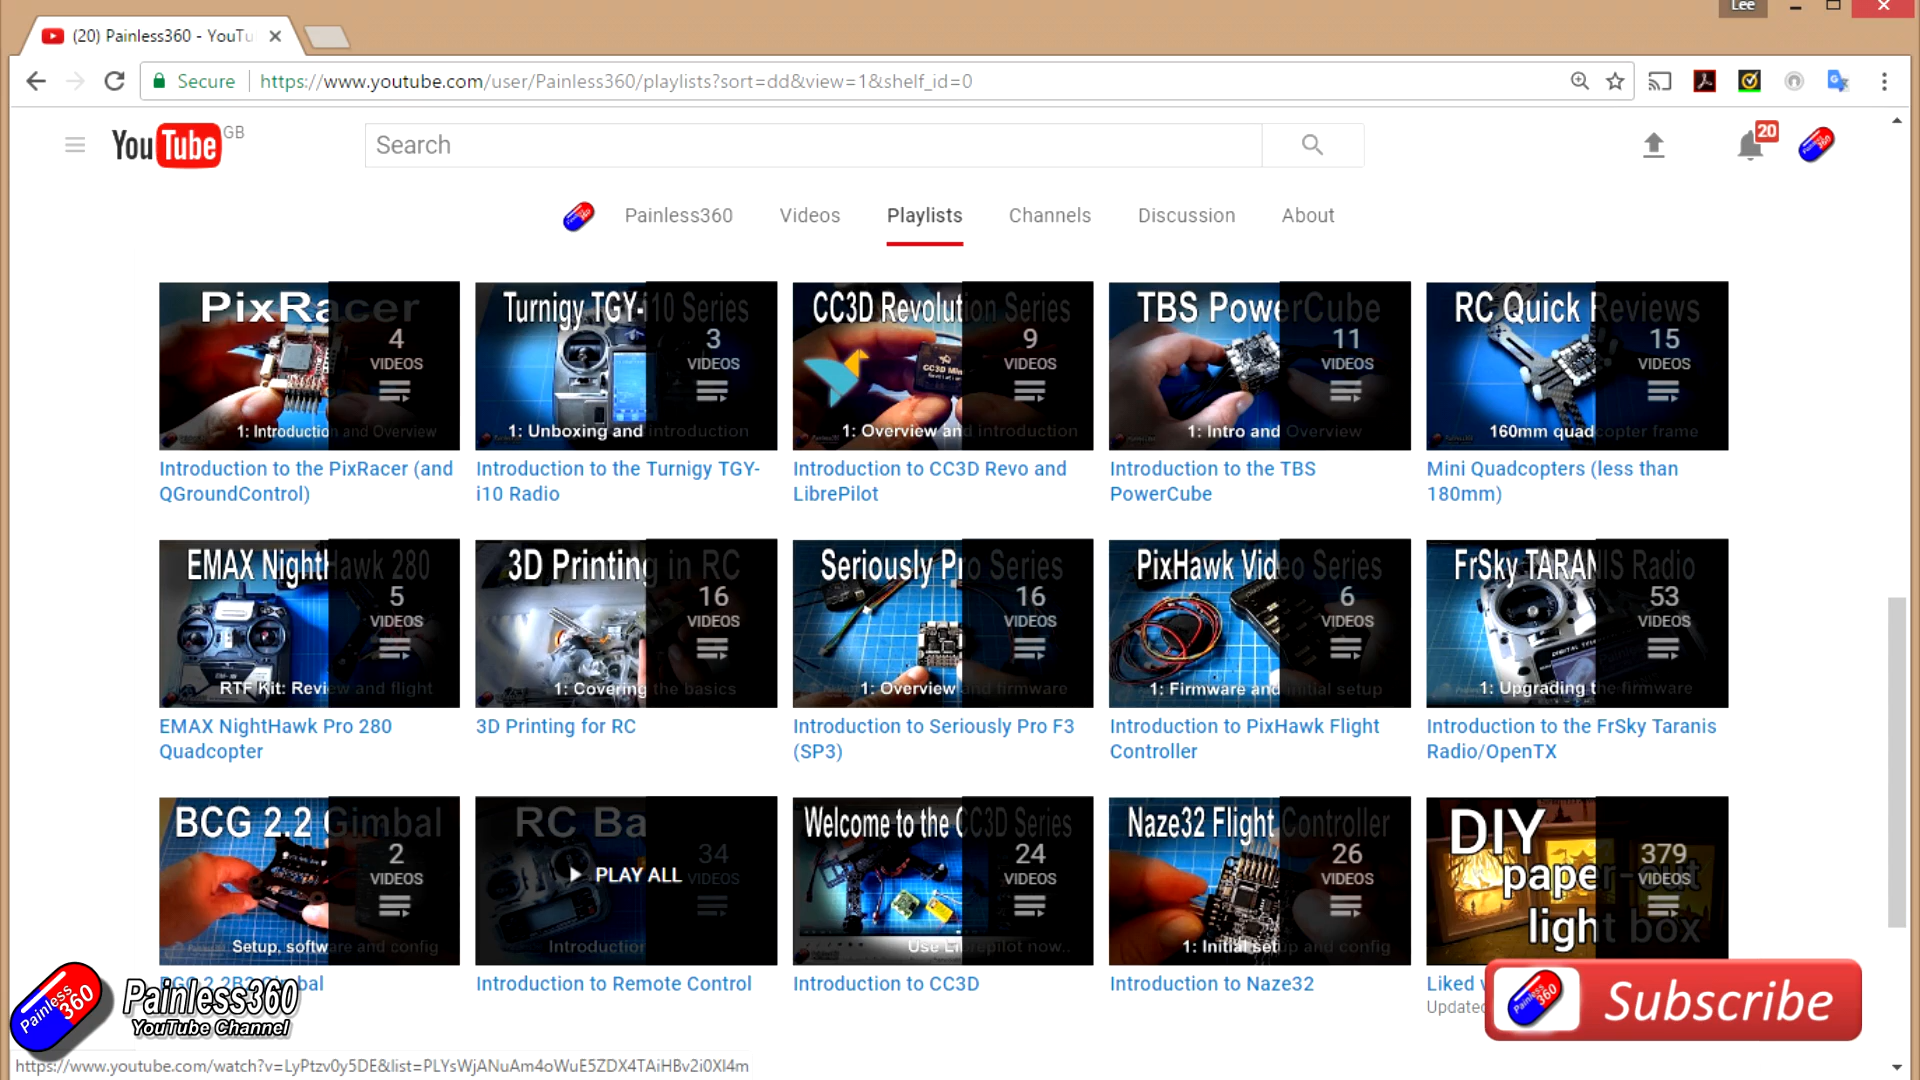 Lee
(20) Painless360 - YouTu
Secure
https://www.youtube.com/user/Painless360/playlists?sort=dd&view=1&shelf_id=0
YouTube GB
Search
20
Painless360
Videos
Playlists
Channels
Discussion
About
PixRacer
4
VIDEOS
1: Introduction and Overview
Introduction to the PixRacer (and
QGroundControl)
Turnigy TGY-i10 Series
3
VIDEOS
1: Unboxing and introduction
Introduction to the Turnigy TGY-
i10 Radio
CC3D Revolution Series
9
VIDEOS
1: Overview and introduction
Introduction to CC3D Revo and
LibrePilot
TBS PowerCube
11
VIDEOS
1: Intro and Overview
Introduction to the TBS
PowerCube
RC Quick Reviews
15
VIDEOS
160mm quadcopter frame
Mini Quadcopters (less than
180mm)
EMAX NightHawk 280
5
VIDEOS
RTF Kit: Review and flight
EMAX NightHawk Pro 280
Quadcopter
3D Printing in RC
16
VIDEOS
1: Covering the basics
3D Printing for RC
Seriously Pro Series
16
VIDEOS
1: Overview and firmware
Introduction to Seriously Pro F3
(SP3)
PixHawk Video Series
6
VIDEOS
1: Firmware and initial setup
Introduction to PixHawk Flight
Controller
FrSky TARANIS Radio
53
VIDEOS
1: Upgrading the firmware
Introduction to the FrSky Taranis
Radio/OpenTX
BCG 2.2 Gimbal
2
VIDEOS
Setup, software and config
BGC 2.2B2 Gimbal
RC Ba
34
VIDEOS
PLAY ALL
Introduction
Introduction to Remote Control
Welcome to the CC3D Series
24
VIDEOS
Use Librepilot now..
Introduction to CC3D
Naze32 Flight Controller
26
VIDEOS
1: Initial setup and config
Introduction to Naze32
DIY
paper-cut
light box
379
VIDEOS
Liked v
Updated
Painless 360
Painless360
YouTube Channel
Subscribe
https://www.youtube.com/watch?v=LyPtzv0y5DE&list=PLYsWjANuAm4oWuE5ZDX4TAiHBv2i0Xl4m